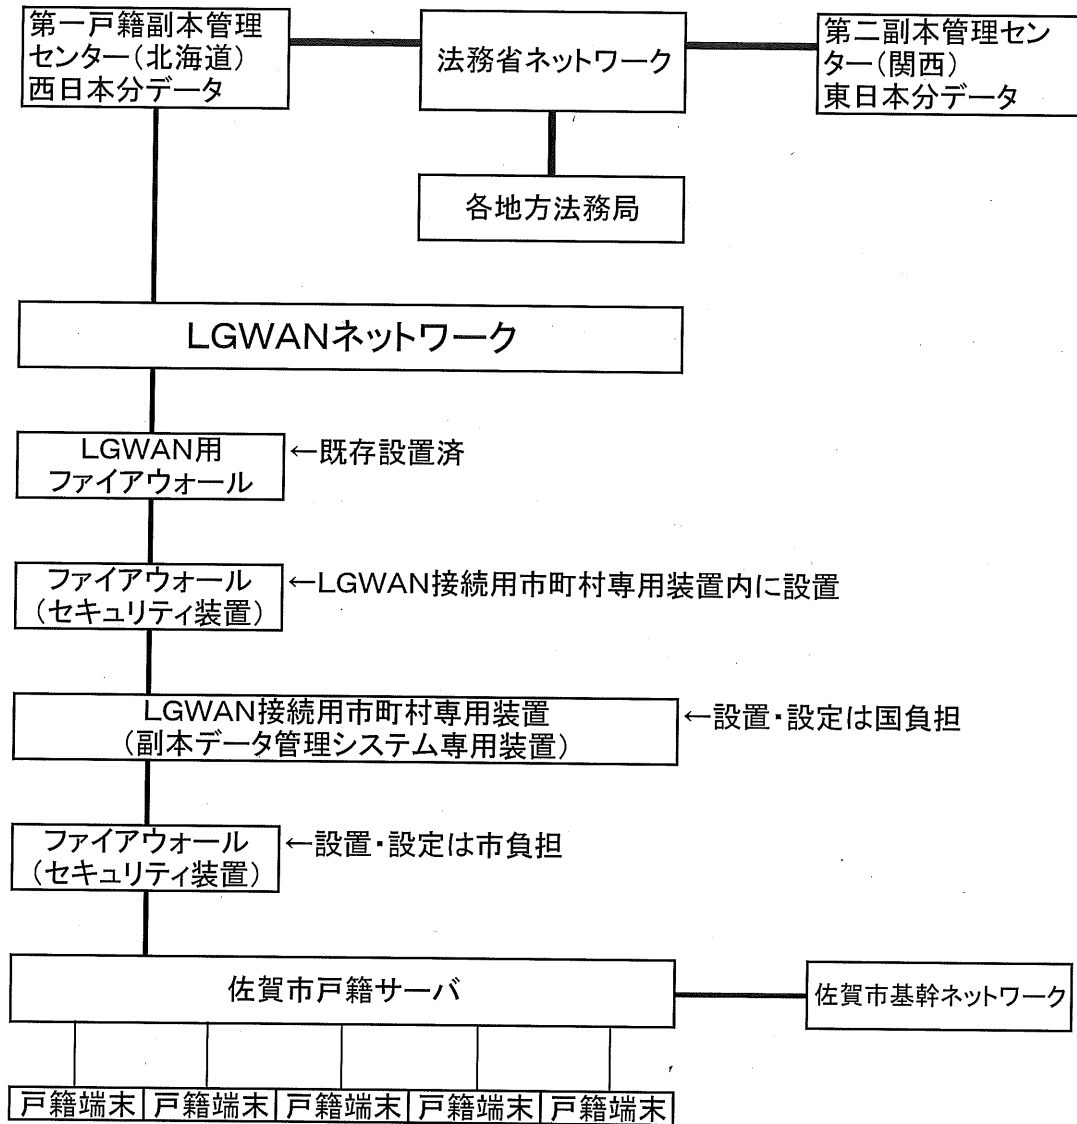 第一戸籍副本管理
センター(北海道)
西日本分データ
法務省ネットワーク
第二副本管理セン
ター(関西)
東日本分データ
各地方法務局
LGWANネットワーク
LGWAN用
ファイアウォール
←既存設置済
ファイアウォール
(セキュリティ装置)
←LGWAN接続用市町村専用装置内に設置
LGWAN接続用市町村専用装置
(副本データ管理システム専用装置)
←設置・設定は国負担
ファイアウォール
(セキュリティ装置)
←設置・設定は市負担
佐賀市戸籍サーバ
佐賀市基幹ネットワーク
戸籍端末 戸籍端末 戸籍端末 戸籍端末 戸籍端末